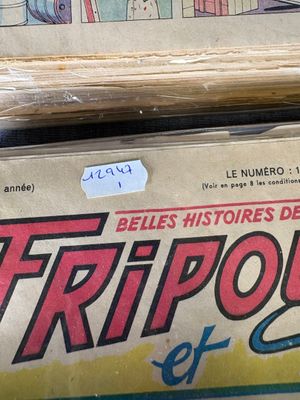 année)
12947
1
LE NUMÉRO : 1
(Voir en page 8 les conditions
BELLES HISTOIRES DE
FRIPOU
et